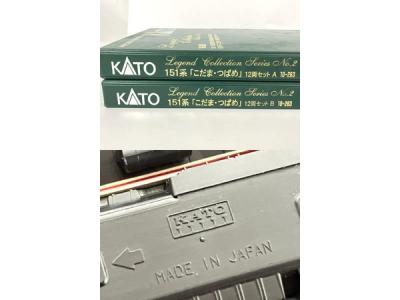 KATO
Legend Collection Series No.2
151系「こだま・つばめ」12両セット A 10-263
KATO
Legend Collection Series No.2
151系「こだま・つばめ」12両セット B 10-263
KATO
MADE IN JAPAN